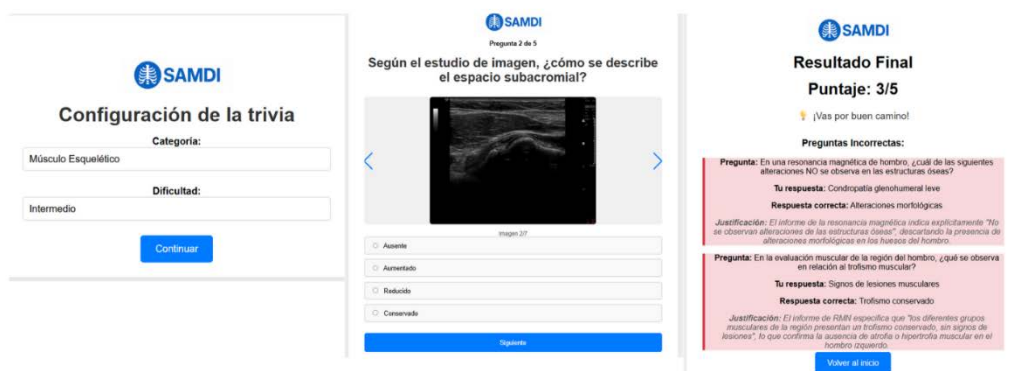 SAMDI
Configuración de la trivia
Categoría:
Músculo Esquelético
Dificultad:
Intermedio
Continuar
SAMDI
Pregunta 2 de 5
Según el estudio de imagen, ¿cómo se describe
el espacio subacromial?
Imagen 2/7
Ausente
Aumentado
Reducido
Conservado
Siguiente
SAMDI
Resultado Final
Puntaje: 3/5
¡Vas por buen camino!
Preguntas Incorrectas:
Pregunta: En una resonancia magnética de hombro, ¿cuál de las siguientes
alteraciones NO se observa en las estructuras óseas?
Tu respuesta: Condropatía glenohumeral leve
Respuesta correcta: Alteraciones morfológicas
Justificación: El informe de la resonancia magnética indica explícitamente "No
se observan alteraciones de las estructuras óseas", descartando la presencia de
alteraciones morfológicas en los huesos del hombro.
Pregunta: En la evaluación muscular de la región del hombro, ¿qué se observa
en relación al trofismo muscular?
Tu respuesta: Signos de lesiones musculares
Respuesta correcta: Trofismo conservado
Justificación: El informe de RMN especifica que "los diferentes grupos
musculares de la región presentan un trofismo conservado, sin signos de
lesiones", lo que confirma la ausencia de atrofia o hipertrofia muscular en el
hombro izquierdo.
Volver al inicio